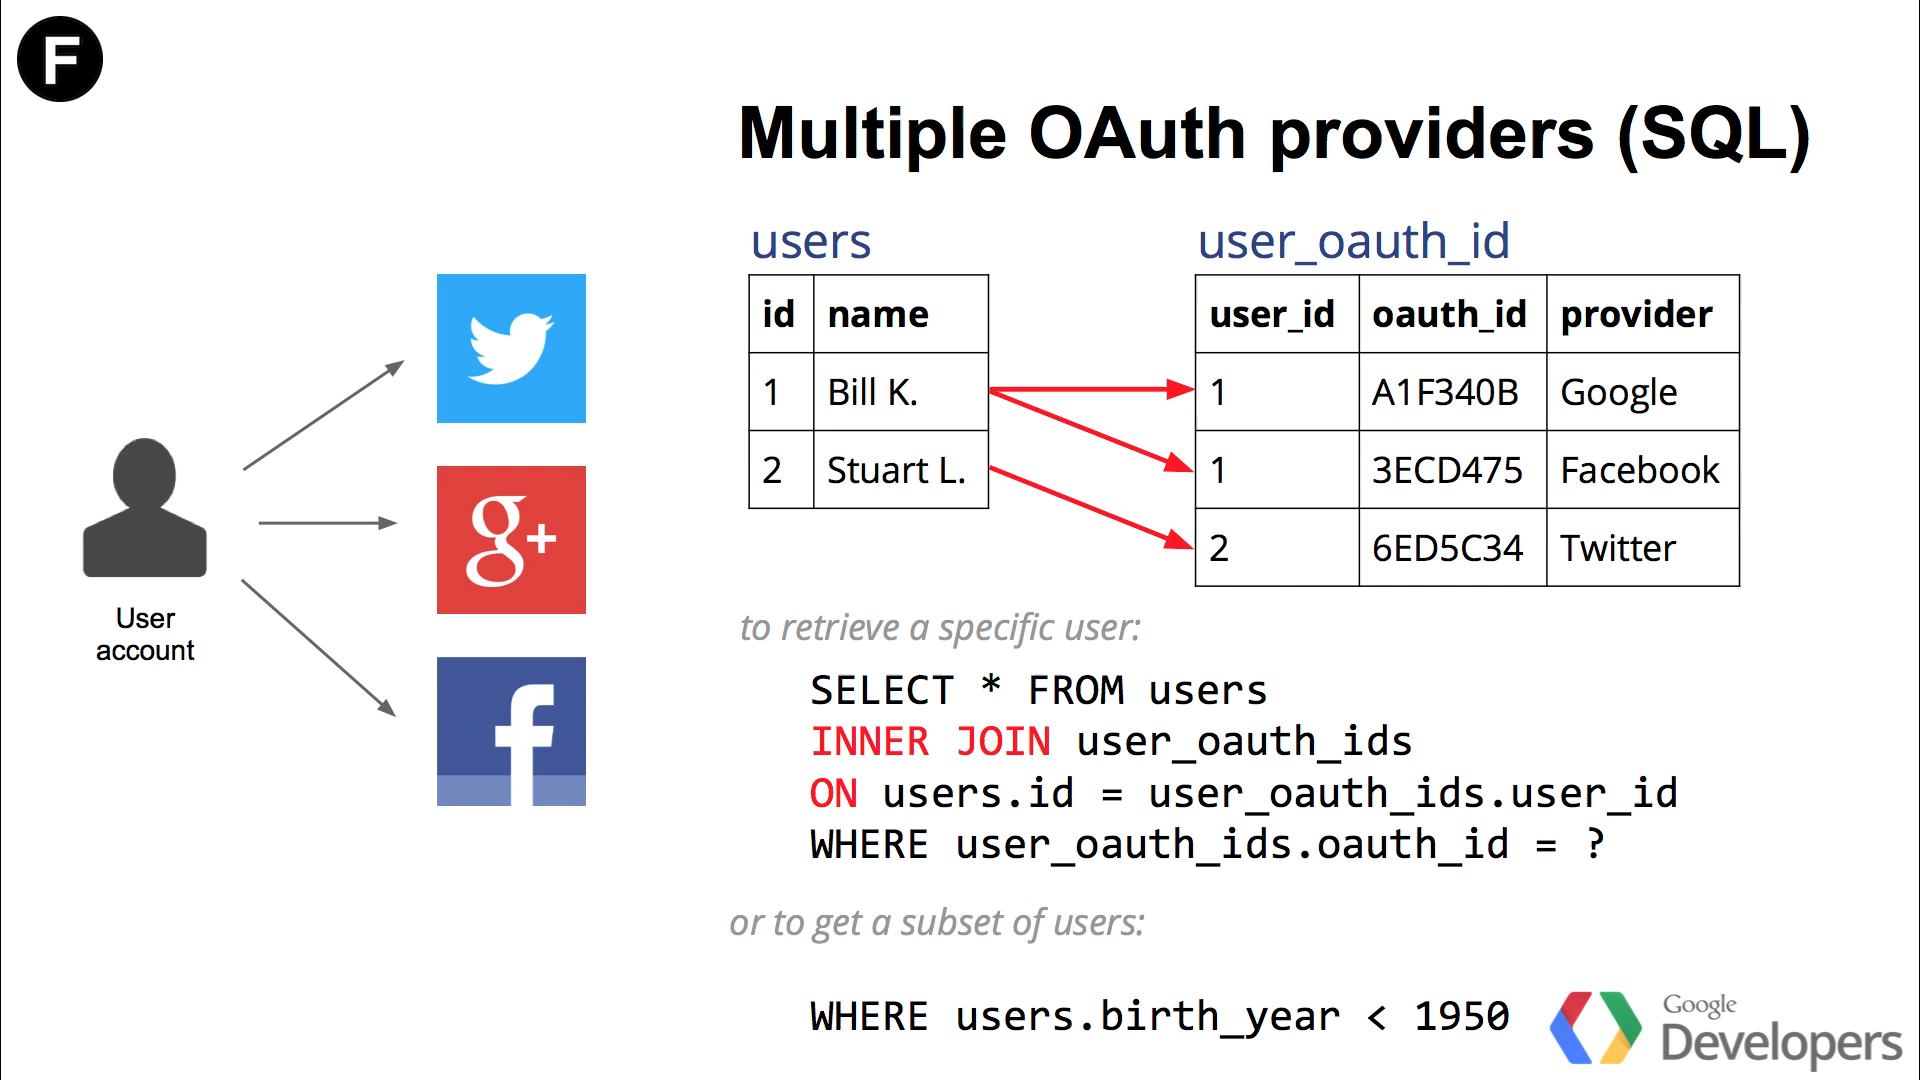 F
Multiple OAuth providers (SQL)
User
account
g+
f
users
id name
1 Bill K.
2 Stuart L.
user_oauth_id
user_id oauth_id provider
1 A1F340B Google
1 3ECD475 Facebook
2 6ED5C34 Twitter
to retrieve a specific user:
SELECT * FROM users
INNER JOIN user_oauth_ids
ON users.id = user_oauth_ids.user_id
WHERE user_oauth_ids.oauth_id = ?
or to get a subset of users:
WHERE users.birth_year < 1950
Google
Developers